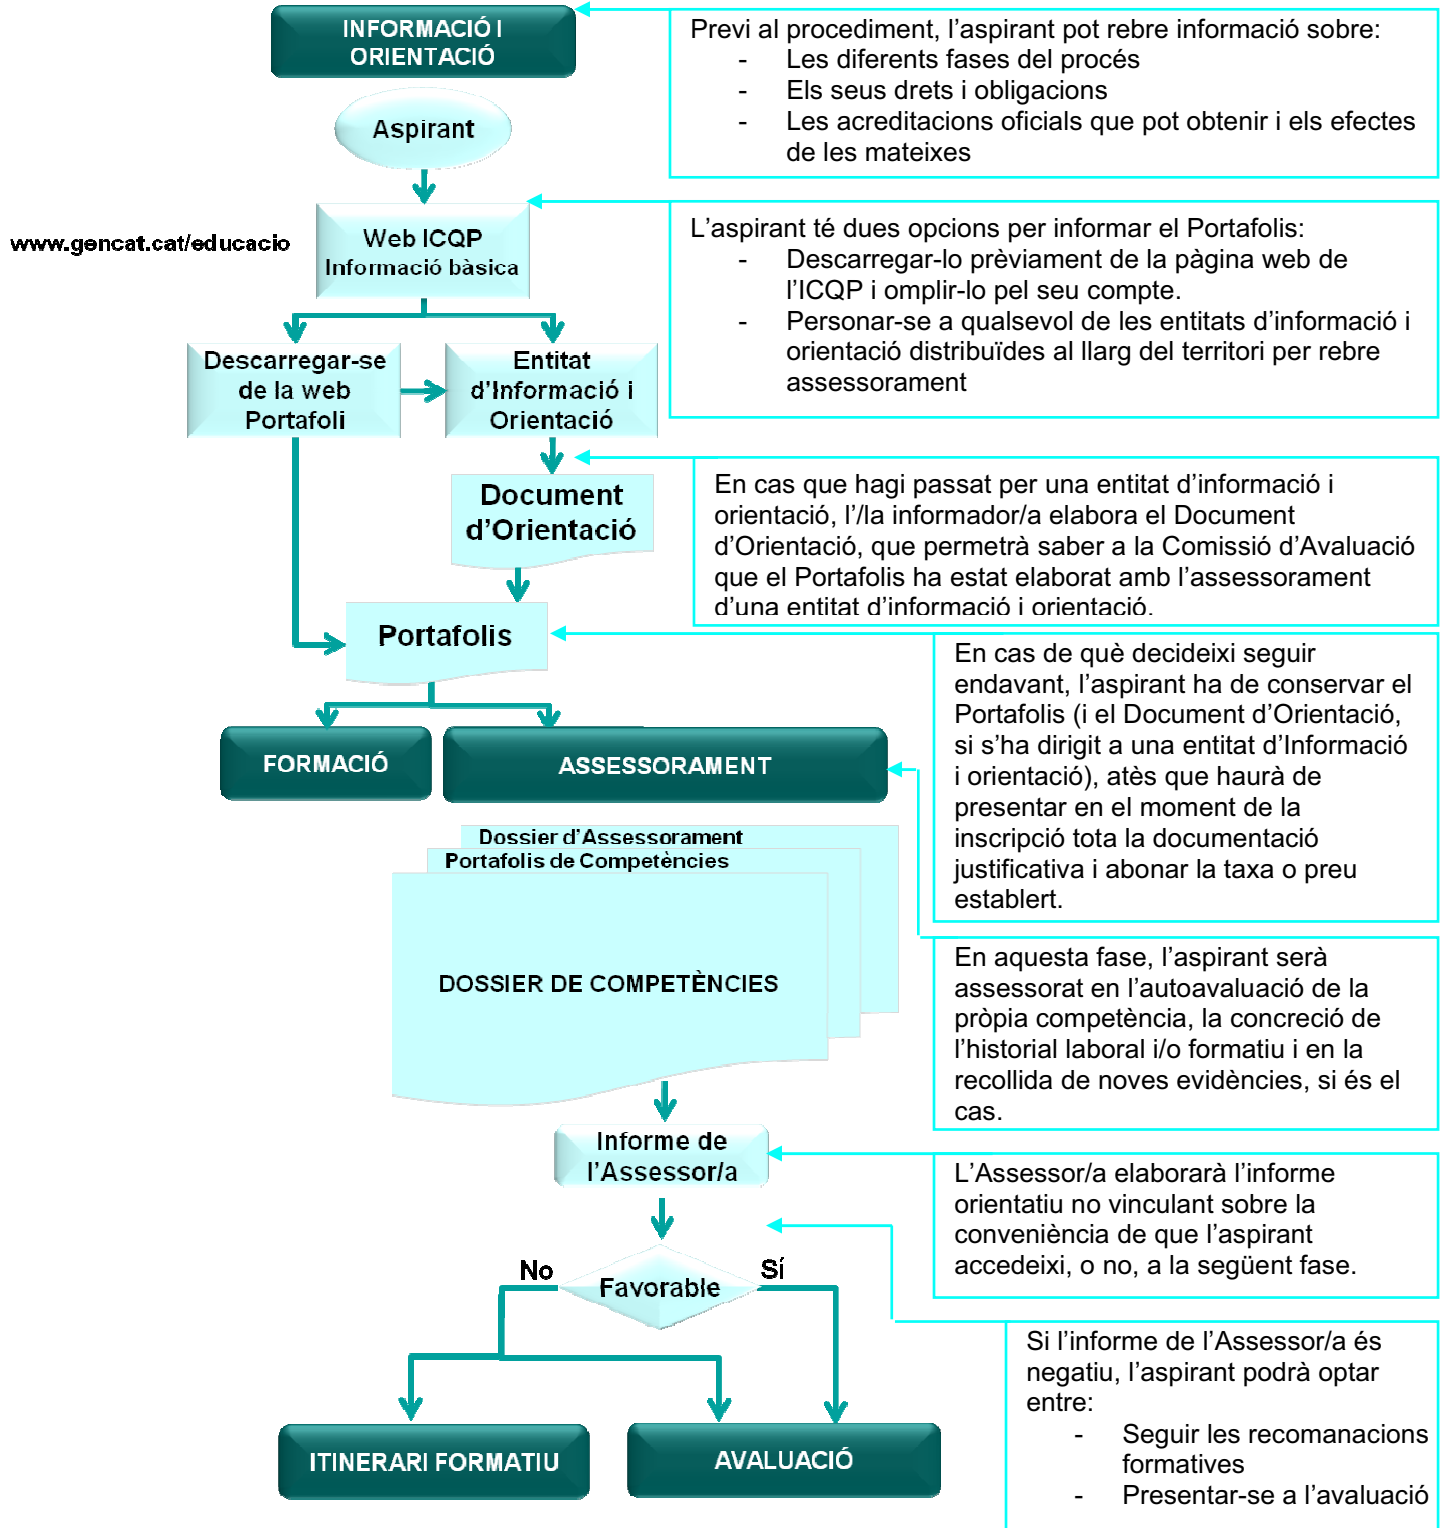 INFORMACIÓ I
ORIENTACIÓ
Previ al procediment, l’aspirant pot rebre informació sobre:
- Les diferents fases del procés
- Els seus drets i obligacions
- Les acreditacions oficials que pot obtenir i els efectes
de les mateixes
Aspirant
www.gencat.cat/educacio
Web ICQP
Informació bàsica
L’aspirant té dues opcions per informar el Portafolis:
- Descarregar-lo prèviament de la pàgina web de
l’ICQP i omplir-lo pel seu compte.
- Personar-se a qualsevol de les entitats d’informació i
orientació distribuïdes al llarg del territori per rebre
assessorament
Descarregar-se
de la web
Portafoli
Entitat
d’Informació i
Orientació
Document
d’Orientació
En cas que hagi passat per una entitat d’informació i
orientació, l’/la informador/a elabora el Document
d’Orientació, que permetrà saber a la Comissió d’Avaluació
que el Portafolis ha estat elaborat amb l’assessorament
d’una entitat d’informació i orientació.
Portafolis
En cas de què decideixi seguir
endavant, l’aspirant ha de conservar el
Portafolis (i el Document d’Orientació,
si s’ha dirigit a una entitat d’Informació
i orientació), atès que haurà de
presentar en el moment de la
inscripció tota la documentació
justificativa i abonar la taxa o preu
establert.
FORMACIÓ
ASSESSORAMENT
Dossier d’Assessorament
Portafolis de Competències
DOSSIER DE COMPETÈNCIES
En aquesta fase, l’aspirant serà
assessorat en l’autoavaluació de la
pròpia competència, la concreció de
l’historial laboral i/o formatiu i en la
recollida de noves evidències, si és el
cas.
Informe de
l’Assessor/a
L’Assessor/a elaborarà l’informe
orientatiu no vinculant sobre la
conveniència de que l’aspirant
accedeixi, o no, a la següent fase.
No
Sí
Favorable
Si l’informe de l’Assessor/a és
negatiu, l’aspirant podrà optar
entre:
- Seguir les recomanacions
formatives
- Presentar-se a l’avaluació
ITINERARI FORMATIU
AVALUACIÓ